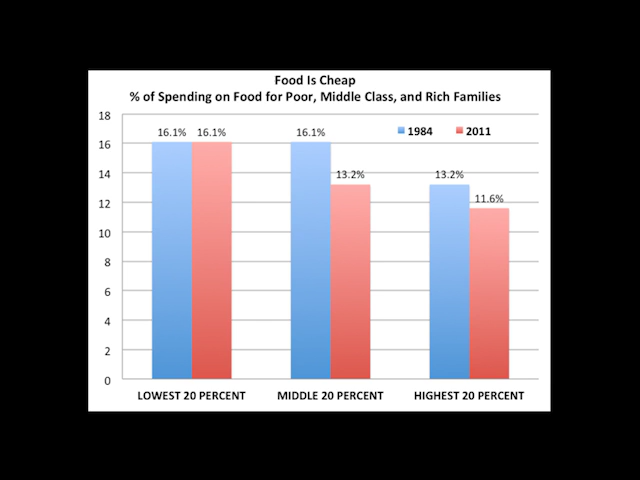 Food Is Cheap
% of Spending on Food for Poor, Middle Class, and Rich Families
1984 2011
18
16
14
12
10
8
6
4
2
0
16.1% 16.1% 16.1% 13.2% 13.2% 11.6%
LOWEST 20 PERCENT MIDDLE 20 PERCENT HIGHEST 20 PERCENT